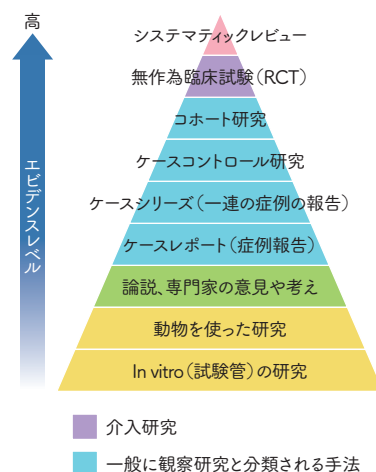 高
エビデンスレベル
システマティックレビュー
無作為臨床試験（RCT）
コホート研究
ケースコントロール研究
ケースシリーズ（一連の症例の報告）
ケースレポート（症例報告）
論説、専門家の意見や考え
動物を使った研究
In vitro（試験管）の研究
介入研究
一般に観察研究と分類される手法